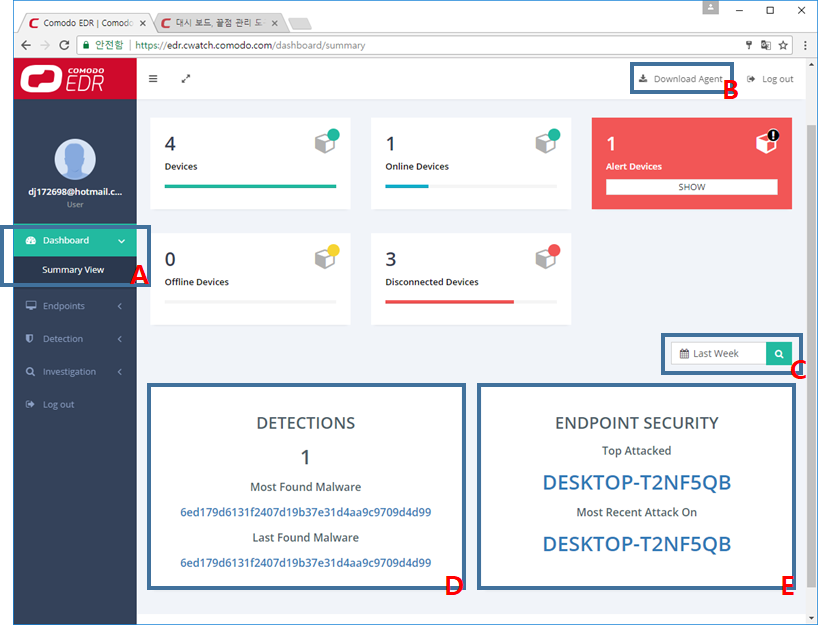 Comodo EDR | Comodo
대시 보드, 끝점 관리 도
안전함
https://edr.cwatch.comodo.com/dashboard/summary
COMODO
EDR
Download Agent
B
Log out
dj172698@hotmail.c...
User
Dashboard
Summary View
A
Endpoints
Detection
Investigation
Log out
4
Devices
1
Online Devices
1
Alert Devices
SHOW
0
Offline Devices
3
Disconnected Devices
Last Week
C
DETECTIONS
1
Most Found Malware
6ed179d6131f2407d19b37e31d4aa9c9709d4d99
Last Found Malware
6ed179d6131f2407d19b37e31d4aa9c9709d4d99
D
ENDPOINT SECURITY
Top Attacked
DESKTOP-T2NF5QB
Most Recent Attack On
DESKTOP-T2NF5QB
E